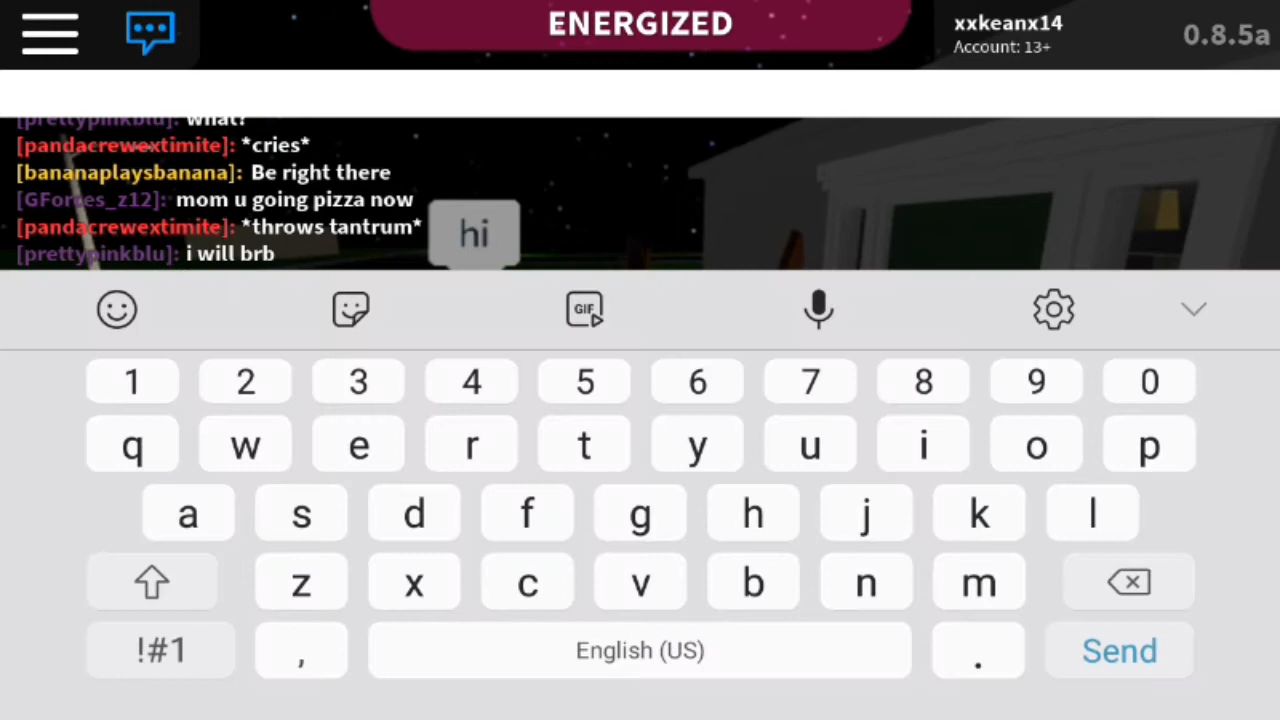 ENERGIZED
xxkeanx14
Account: 13+
0.8.5a
[prettypinkblu]: what?
[pandacrewextimite]: *cries*
[bananaplaysbanana]: Be right there
[GForces_z12]: mom u going pizza now
[pandacrewextimite]: *throws tantrum*
[prettypinkblu]: i will brb
hi
GIF
1 2 3 4 5 6 7 8 9 0
q w e r t y u i o p
a s d f g h j k l
z x c v b n m
!#1 , English (US) . Send